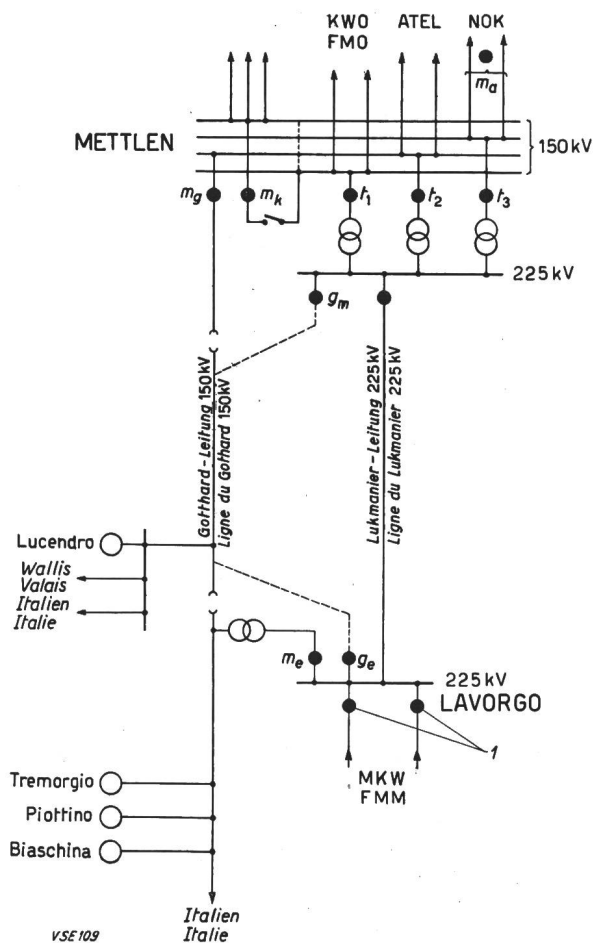 KWO
FMO
ATEL
NOK
m_a
METTLEN
150 kV
m_g
m_k
t_1
t_2
t_3
225 kV
g_m
Gotthard-Leitung 150 kV
Ligne du Gothard 150 kV
Lukmanier-Leitung 225 kV
Ligne du Lukmanier 225 kV
Lucendro
Wallis
Valais
Italien
Italie
m_e
g_e
225 kV
LAVORGO
1
MKW
FMM
Tremorgio
Piottino
Biaschina
Italien
Italie
VSE 109